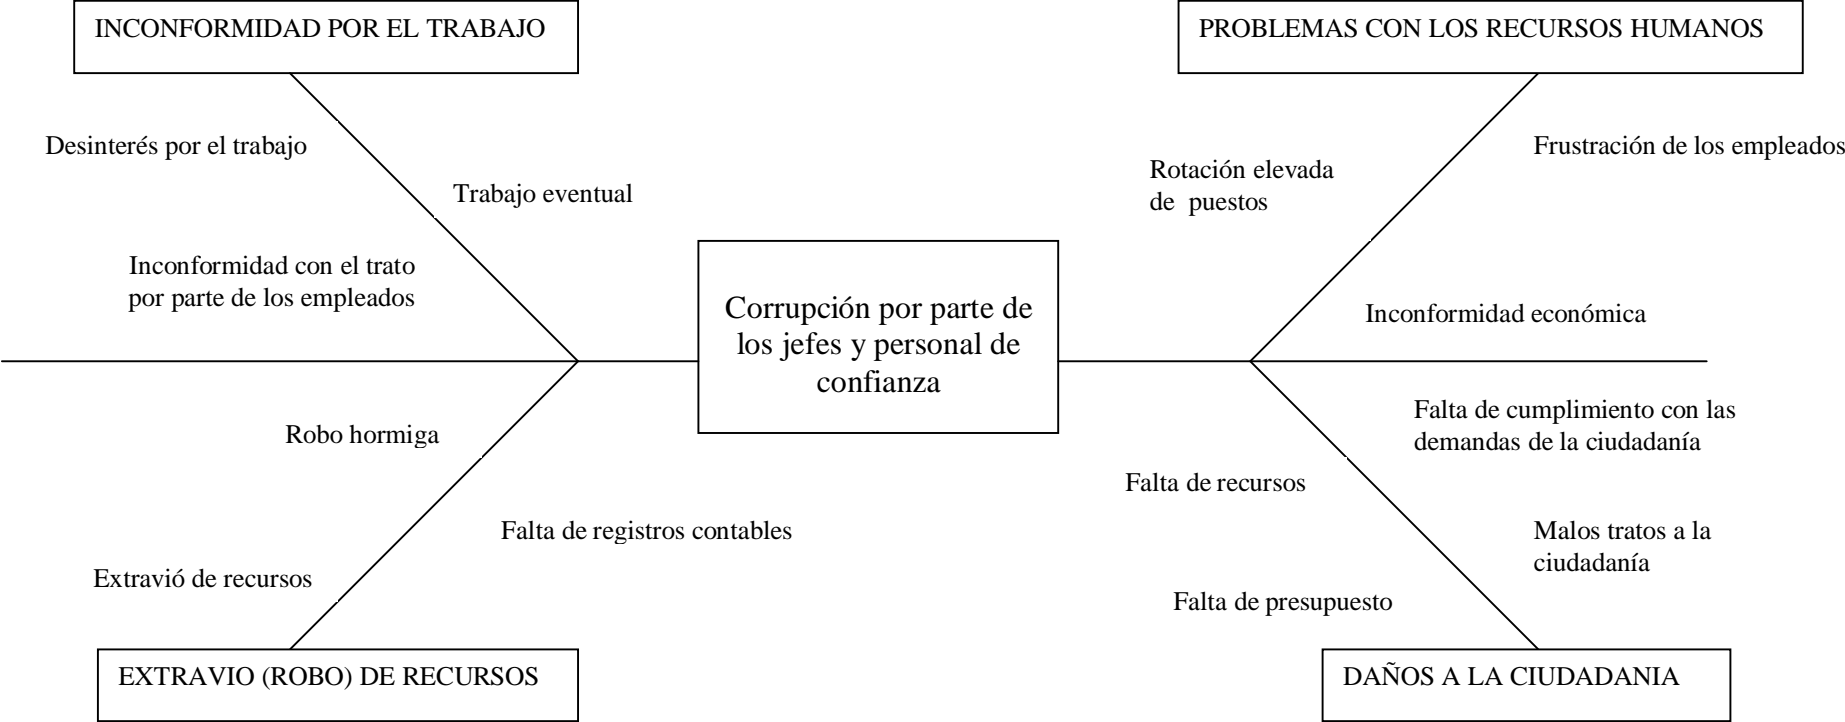 INCONFORMIDAD POR EL TRABAJO
PROBLEMAS CON LOS RECURSOS HUMANOS
Desinterés por el trabajo
Trabajo eventual
Inconformidad con el trato
por parte de los empleados
Rotación elevada
de puestos
Frustración de los empleados
Inconformidad económica
Corrupción por parte de
los jefes y personal de
confianza
Robo hormiga
Falta de registros contables
Extravió de recursos
Falta de cumplimiento con las
demandas de la ciudadanía
Falta de recursos
Malos tratos a la
ciudadanía
Falta de presupuesto
EXTRAVIO (ROBO) DE RECURSOS
DAÑOS A LA CIUDADANIA